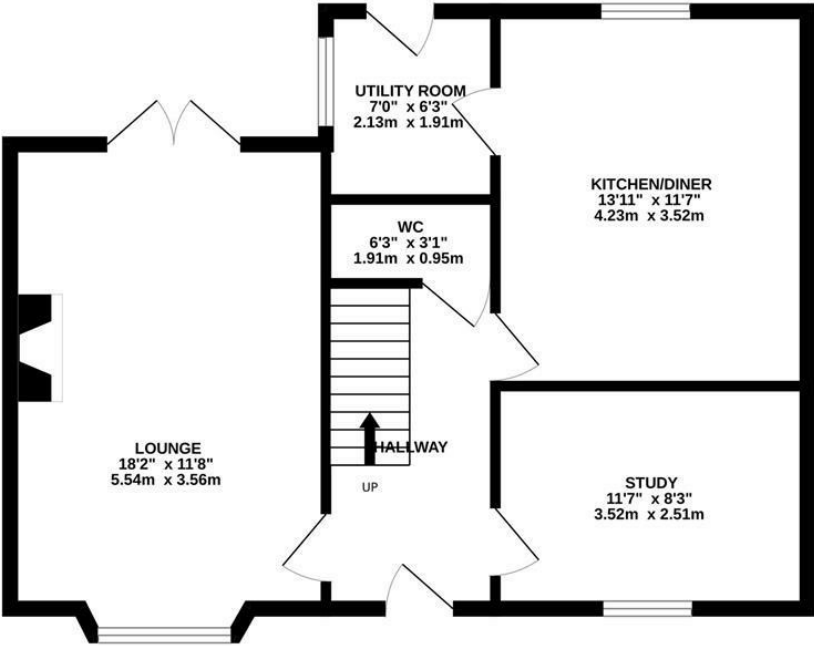 UTILITY ROOM
7'0" x 6'3"
2.13m x 1.91m
KITCHEN/DINER
13'11" x 11'7"
4.23m x 3.52m
WC
6'3" x 3'1"
1.91m x 0.95m
LOUNGE
18'2" x 11'8"
5.54m x 3.56m
HALLWAY
UP
STUDY
11'7" x 8'3"
3.52m x 2.51m